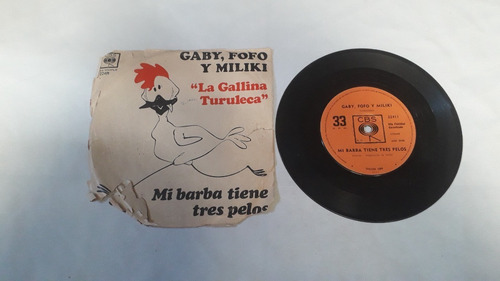 CBS
GABY, FOFO
Y MILIKI
"La Gallina
Turuleca"
Mi barba tiene
tres pelos
GABY, FOFO Y MILIKI
33
CBS
MI BARBA TIENE TRES PELOS